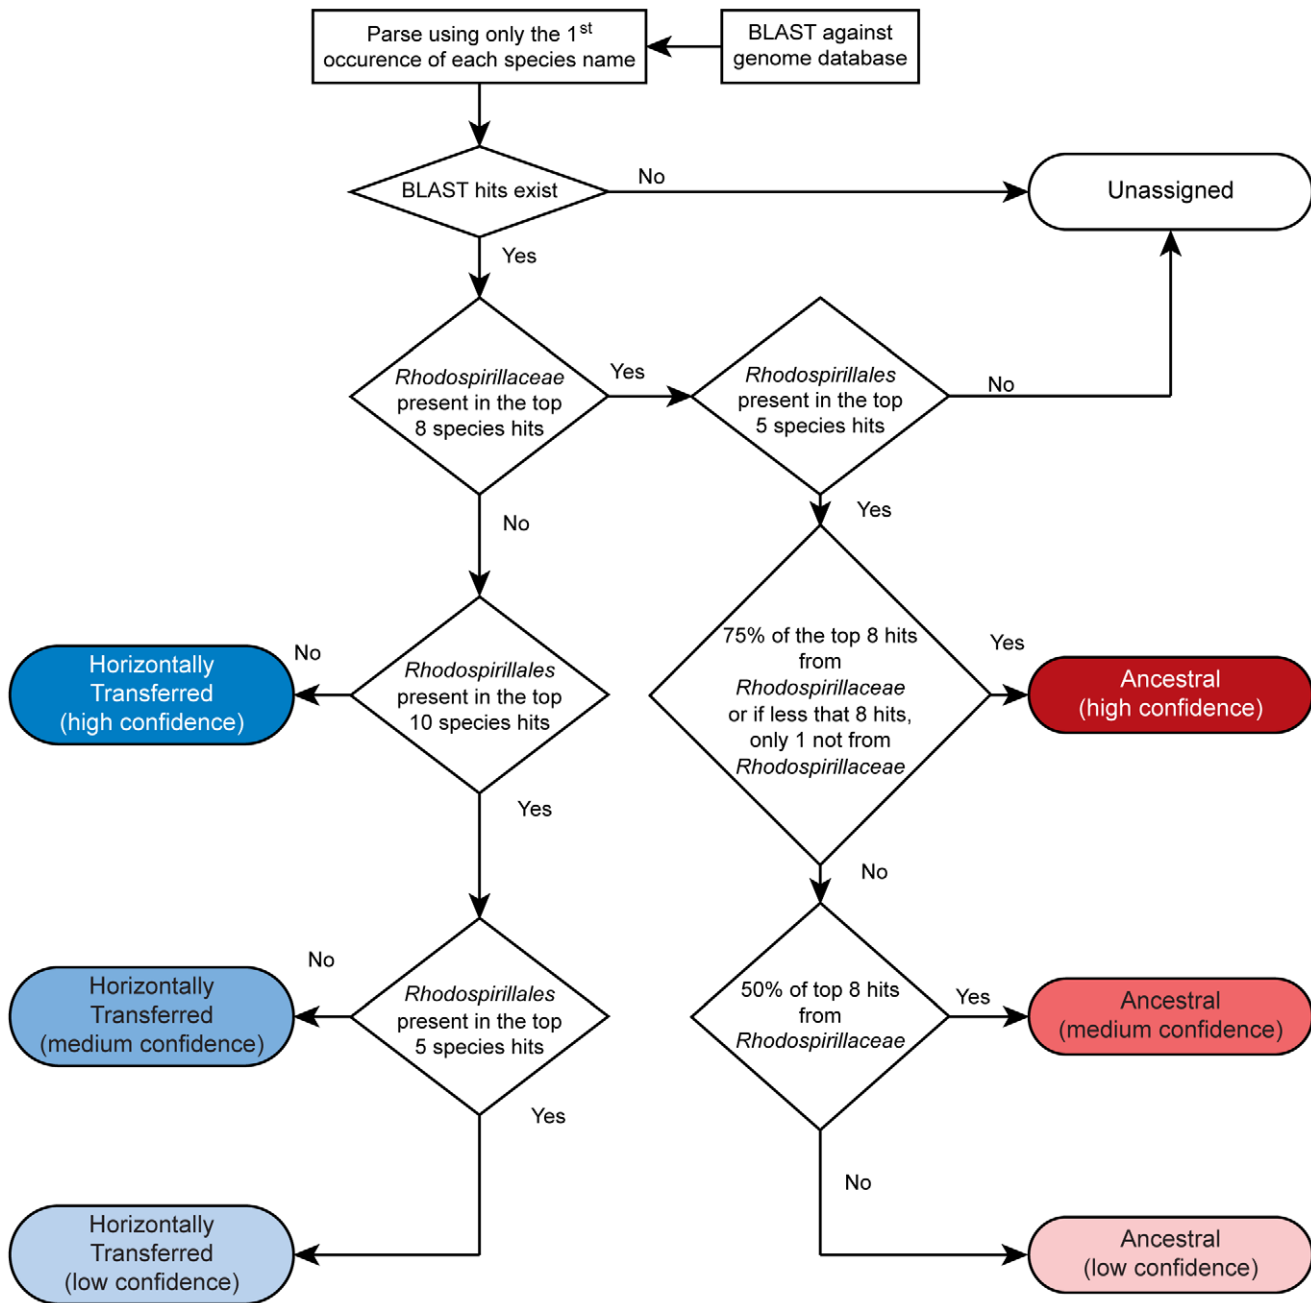 Parse using only the 1st
occurence of each species name
BLAST against
genome database
BLAST hits exist
No
Unassigned
Yes
Rhodospirillaceae
present in the top
8 species hits
Yes
Rhodospirillales
present in the top
5 species hits
No
No
Yes
Horizontally
Transferred
(high confidence)
No
Rhodospirillales
present in the top
10 species hits
75% of the top 8 hits
from
Rhodospirillaceae
or if less that 8 hits,
only 1 not from
Rhodospirillaceae
Yes
Ancestral
(high confidence)
Yes
No
Horizontally
Transferred
(medium confidence)
No
Rhodospirillales
present in the top
5 species hits
50% of top 8 hits
from
Rhodospirillaceae
Yes
Ancestral
(medium confidence)
Yes
No
Horizontally
Transferred
(low confidence)
Ancestral
(low confidence)